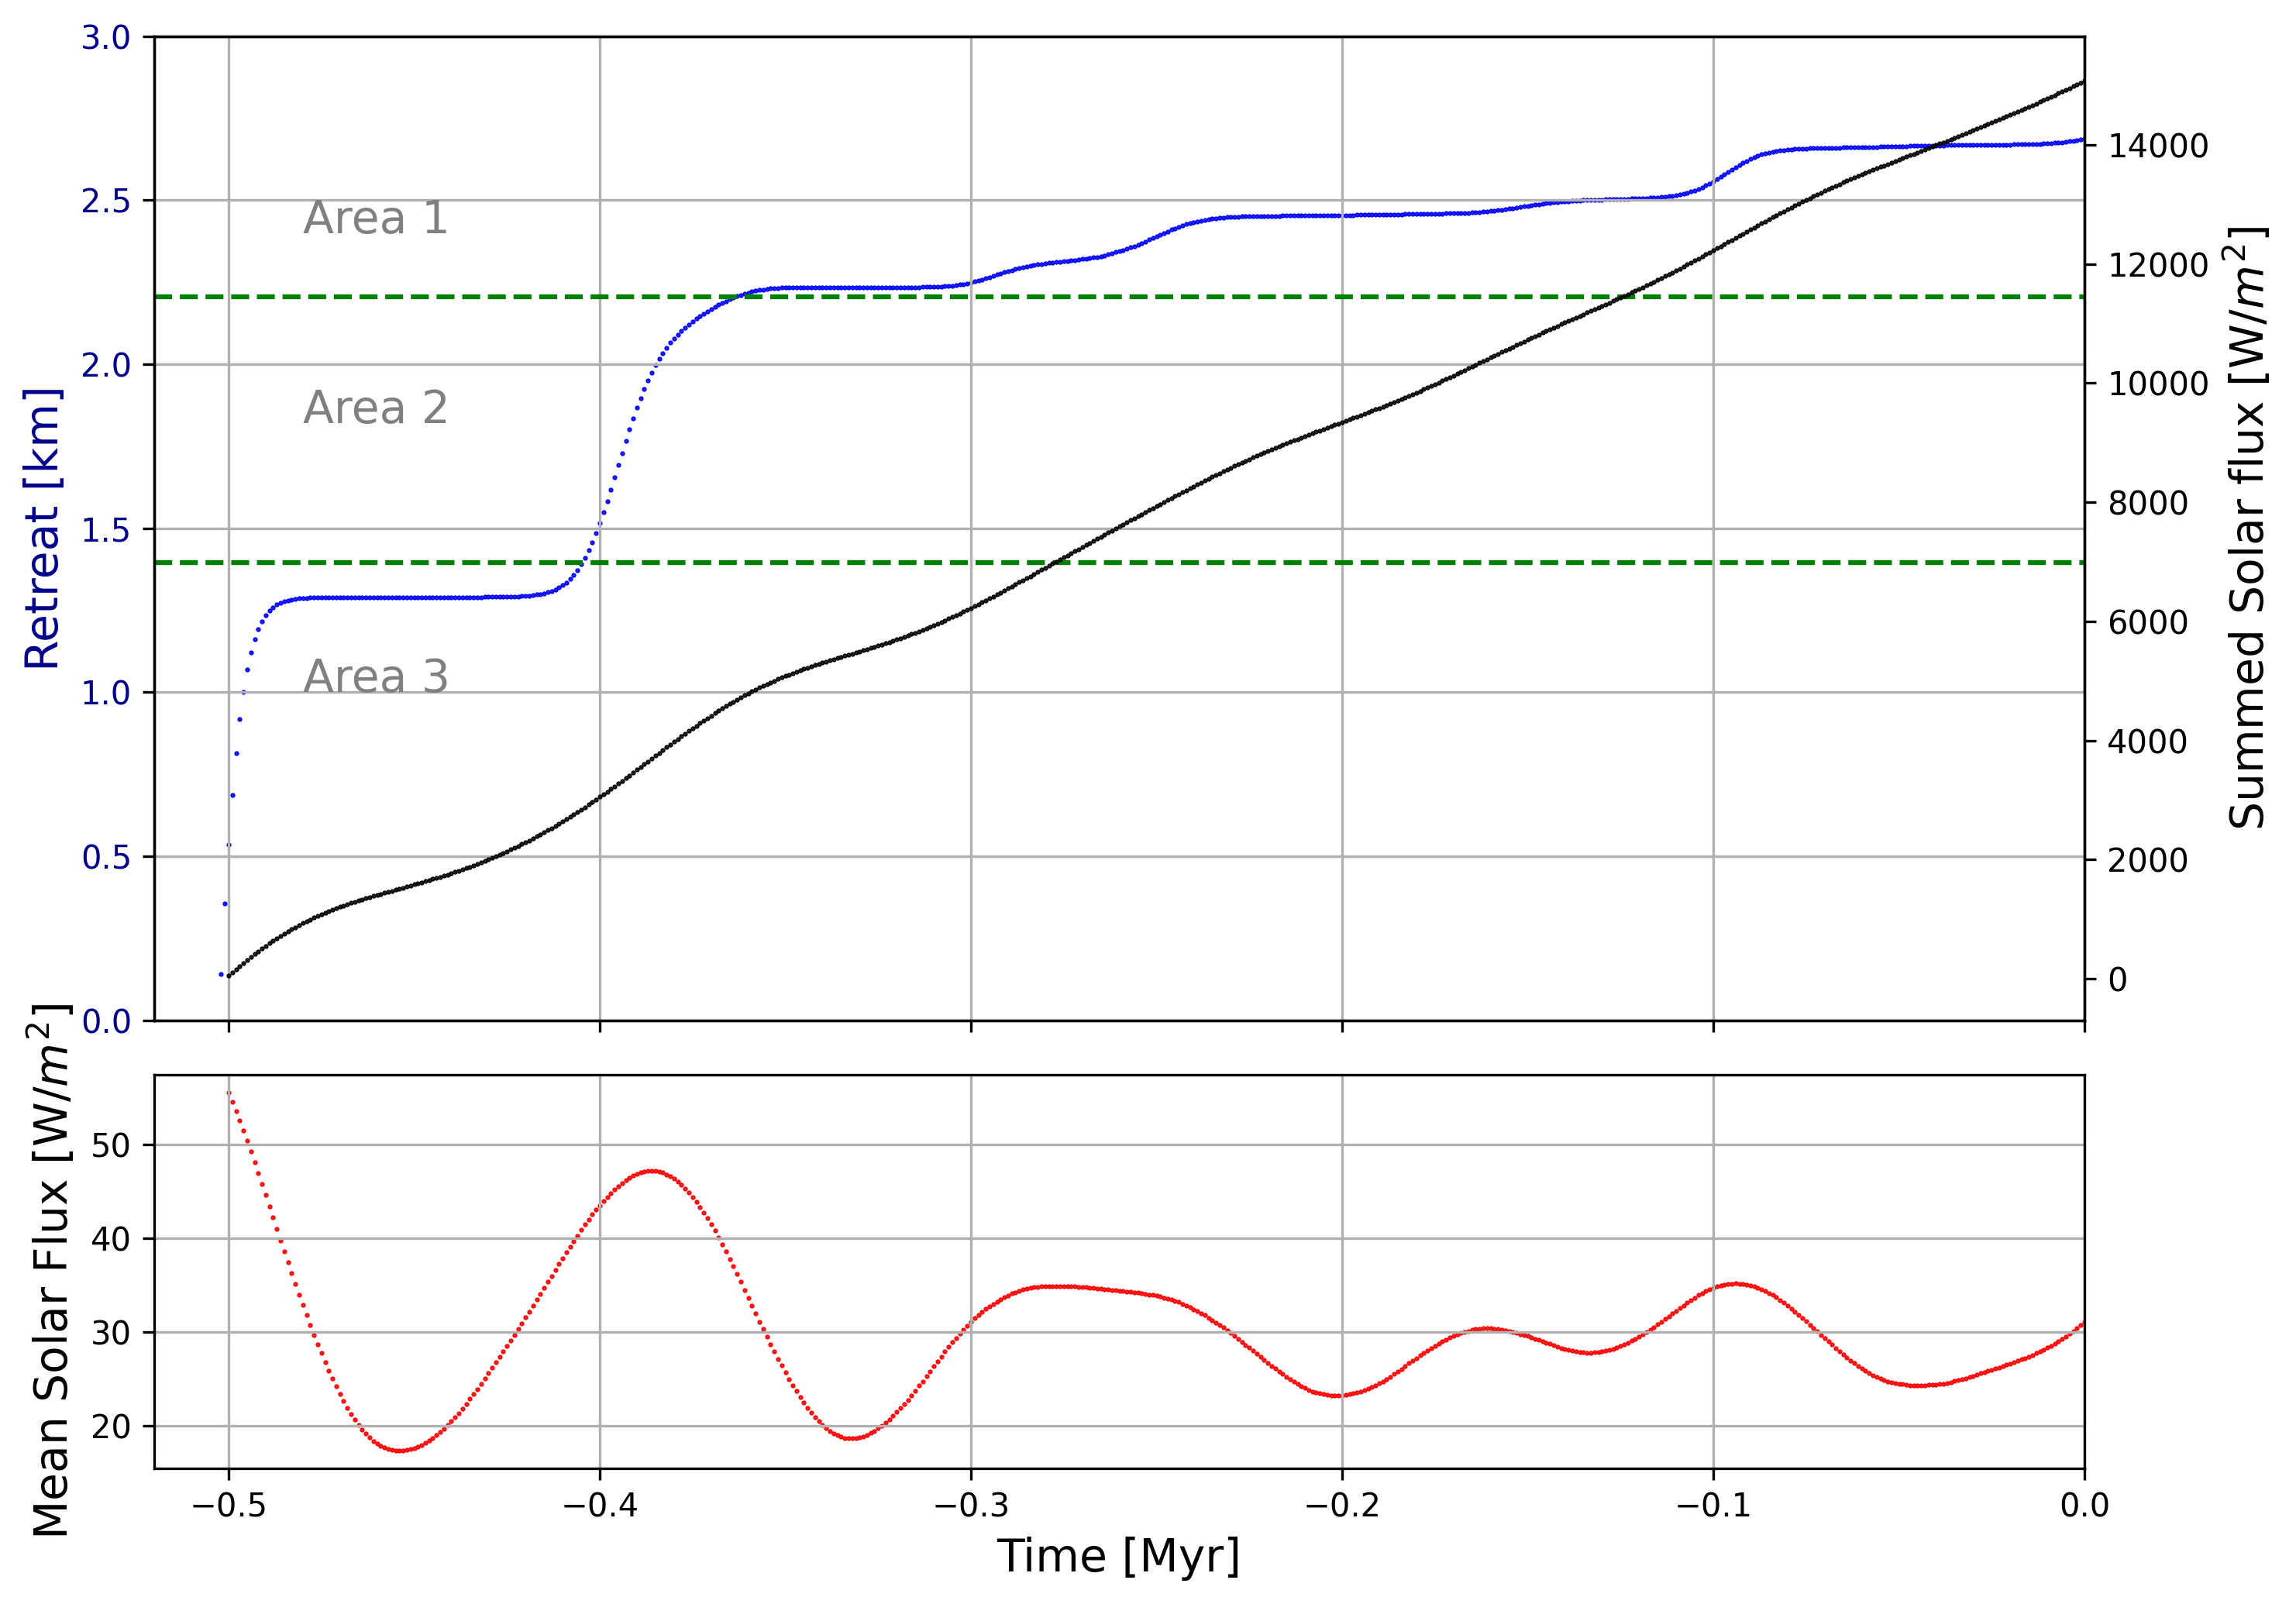 3.0
2.5
2.0
1.5
1.0
0.5
0.0
Retreat [km]
Area 1
Area 2
Area 3
14000
12000
10000
8000
6000
4000
2000
0
Summed Solar flux [W/m²]
50
40
30
20
Mean Solar Flux [W/m²]
−0.5 −0.4 −0.3 −0.2 −0.1 0.0
Time [Myr]